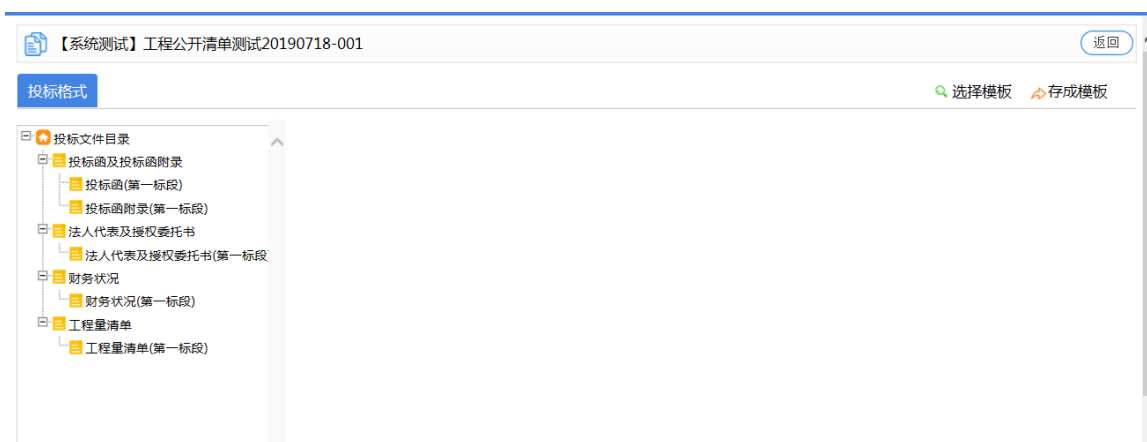 【系统测试】工程公开清单测试20190718-001
返回
投标格式
选择模板
存成模板
投标文件目录
投标函及投标函附录
投标函(第一标段)
投标函附录(第一标段)
法人代表及授权委托书
法人代表及授权委托书(第一标段
财务状况
财务状况(第一标段)
工程量清单
工程量清单(第一标段)